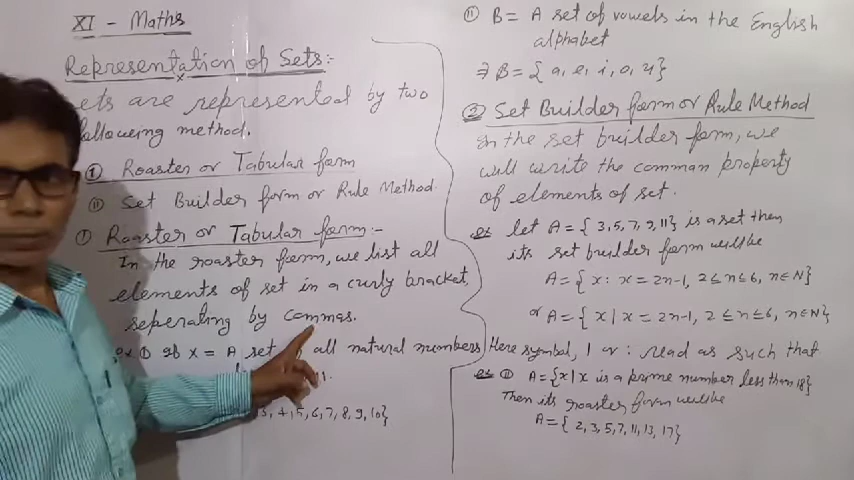 XI - Maths
Representation of Sets:-
ets are represented by two
following method.
① Roaster or Tabular form
⑪ Set Builder form or Rule Method.
① Roaster or Tabular form:-
In the roaster form, we list all
elements of set in a curly bracket,
seperating by commas.
ex ① If X = A set all natural numbers
11.
3, 4, 5, 6, 7, 8, 9, 10}
⑪ B = A set of vowels in the English
alphabet
⇒ B = { a, e, i, o, u }
② Set Builder form or Rule Method
In the set builder form, we
will write the common property
of elements of set.
ex let A = { 3, 5, 7, 9, 11} is a set then
its set builder form will be
A = { x : x = 2n-1, 2 ≤ n ≤ 6, n ∈ N}
or A = { x | x = 2n-1, 2 ≤ n ≤ 6, n ∈ N}
Here symbol, | or : read as such that
ex ① A = {x | x is a prime number less than 18}
Then its roaster form will be
A = { 2, 3, 5, 7, 11, 13, 17}